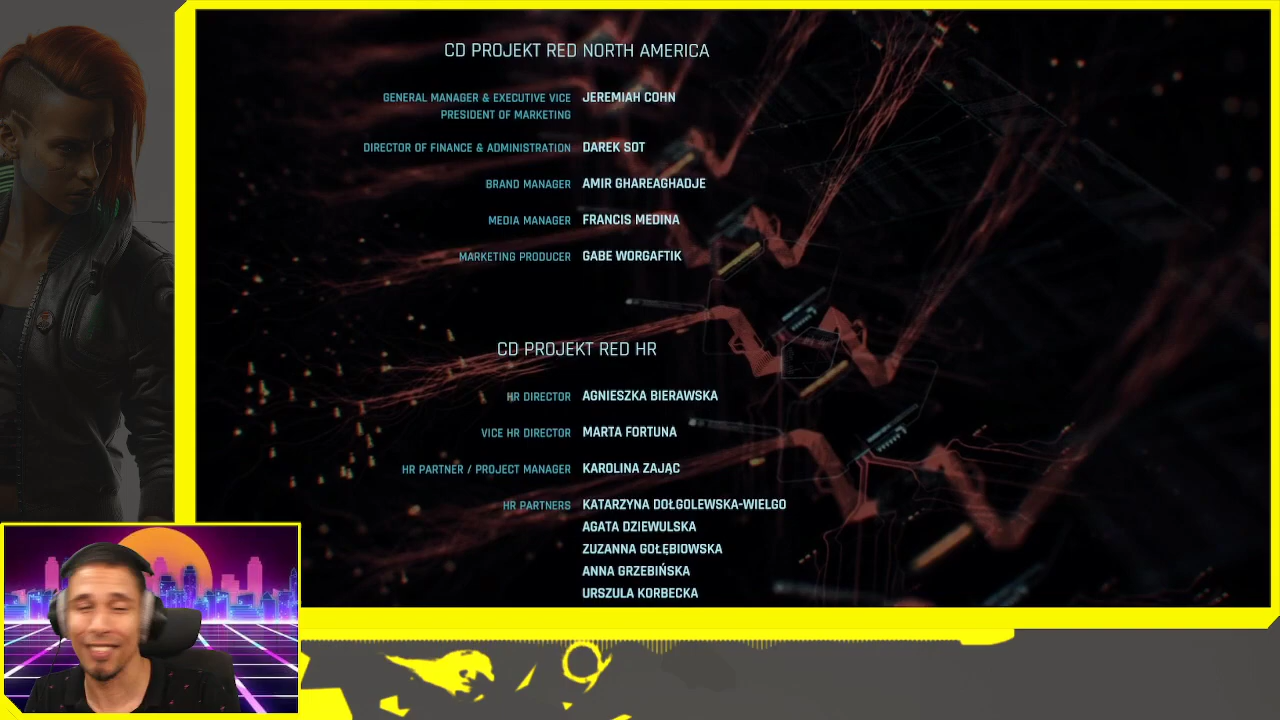 CD PROJEKT RED NORTH AMERICA
GENERAL MANAGER & EXECUTIVE VICE JEREMIAH COHN
PRESIDENT OF MARKETING
DIRECTOR OF FINANCE & ADMINISTRATION DAREK SOT
BRAND MANAGER AMIR GHAREAGHADJE
MEDIA MANAGER FRANCIS MEDINA
MARKETING PRODUCER GABE WORGAFTIK
CD PROJEKT RED HR
HR DIRECTOR AGNIESZKA BIERAWSKA
VICE HR DIRECTOR MARTA FORTUNA
HR PARTNER / PROJECT MANAGER KAROLINA ZAJĄC
HR PARTNERS KATARZYNA DOŁGOLEWSKA-WIELGO
AGATA DZIEWULSKA
ZUZANNA GOŁĘBIOWSKA
ANNA GRZEBIŃSKA
URSZULA KORBECKA